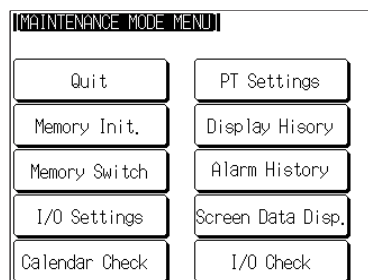 [MAINTENANCE MODE MENU]
Quit
PT Settings
Memory Init.
Display Hisory
Memory Switch
Alarm History
I/O Settings
Screen Data Disp.
Calendar Check
I/O Check